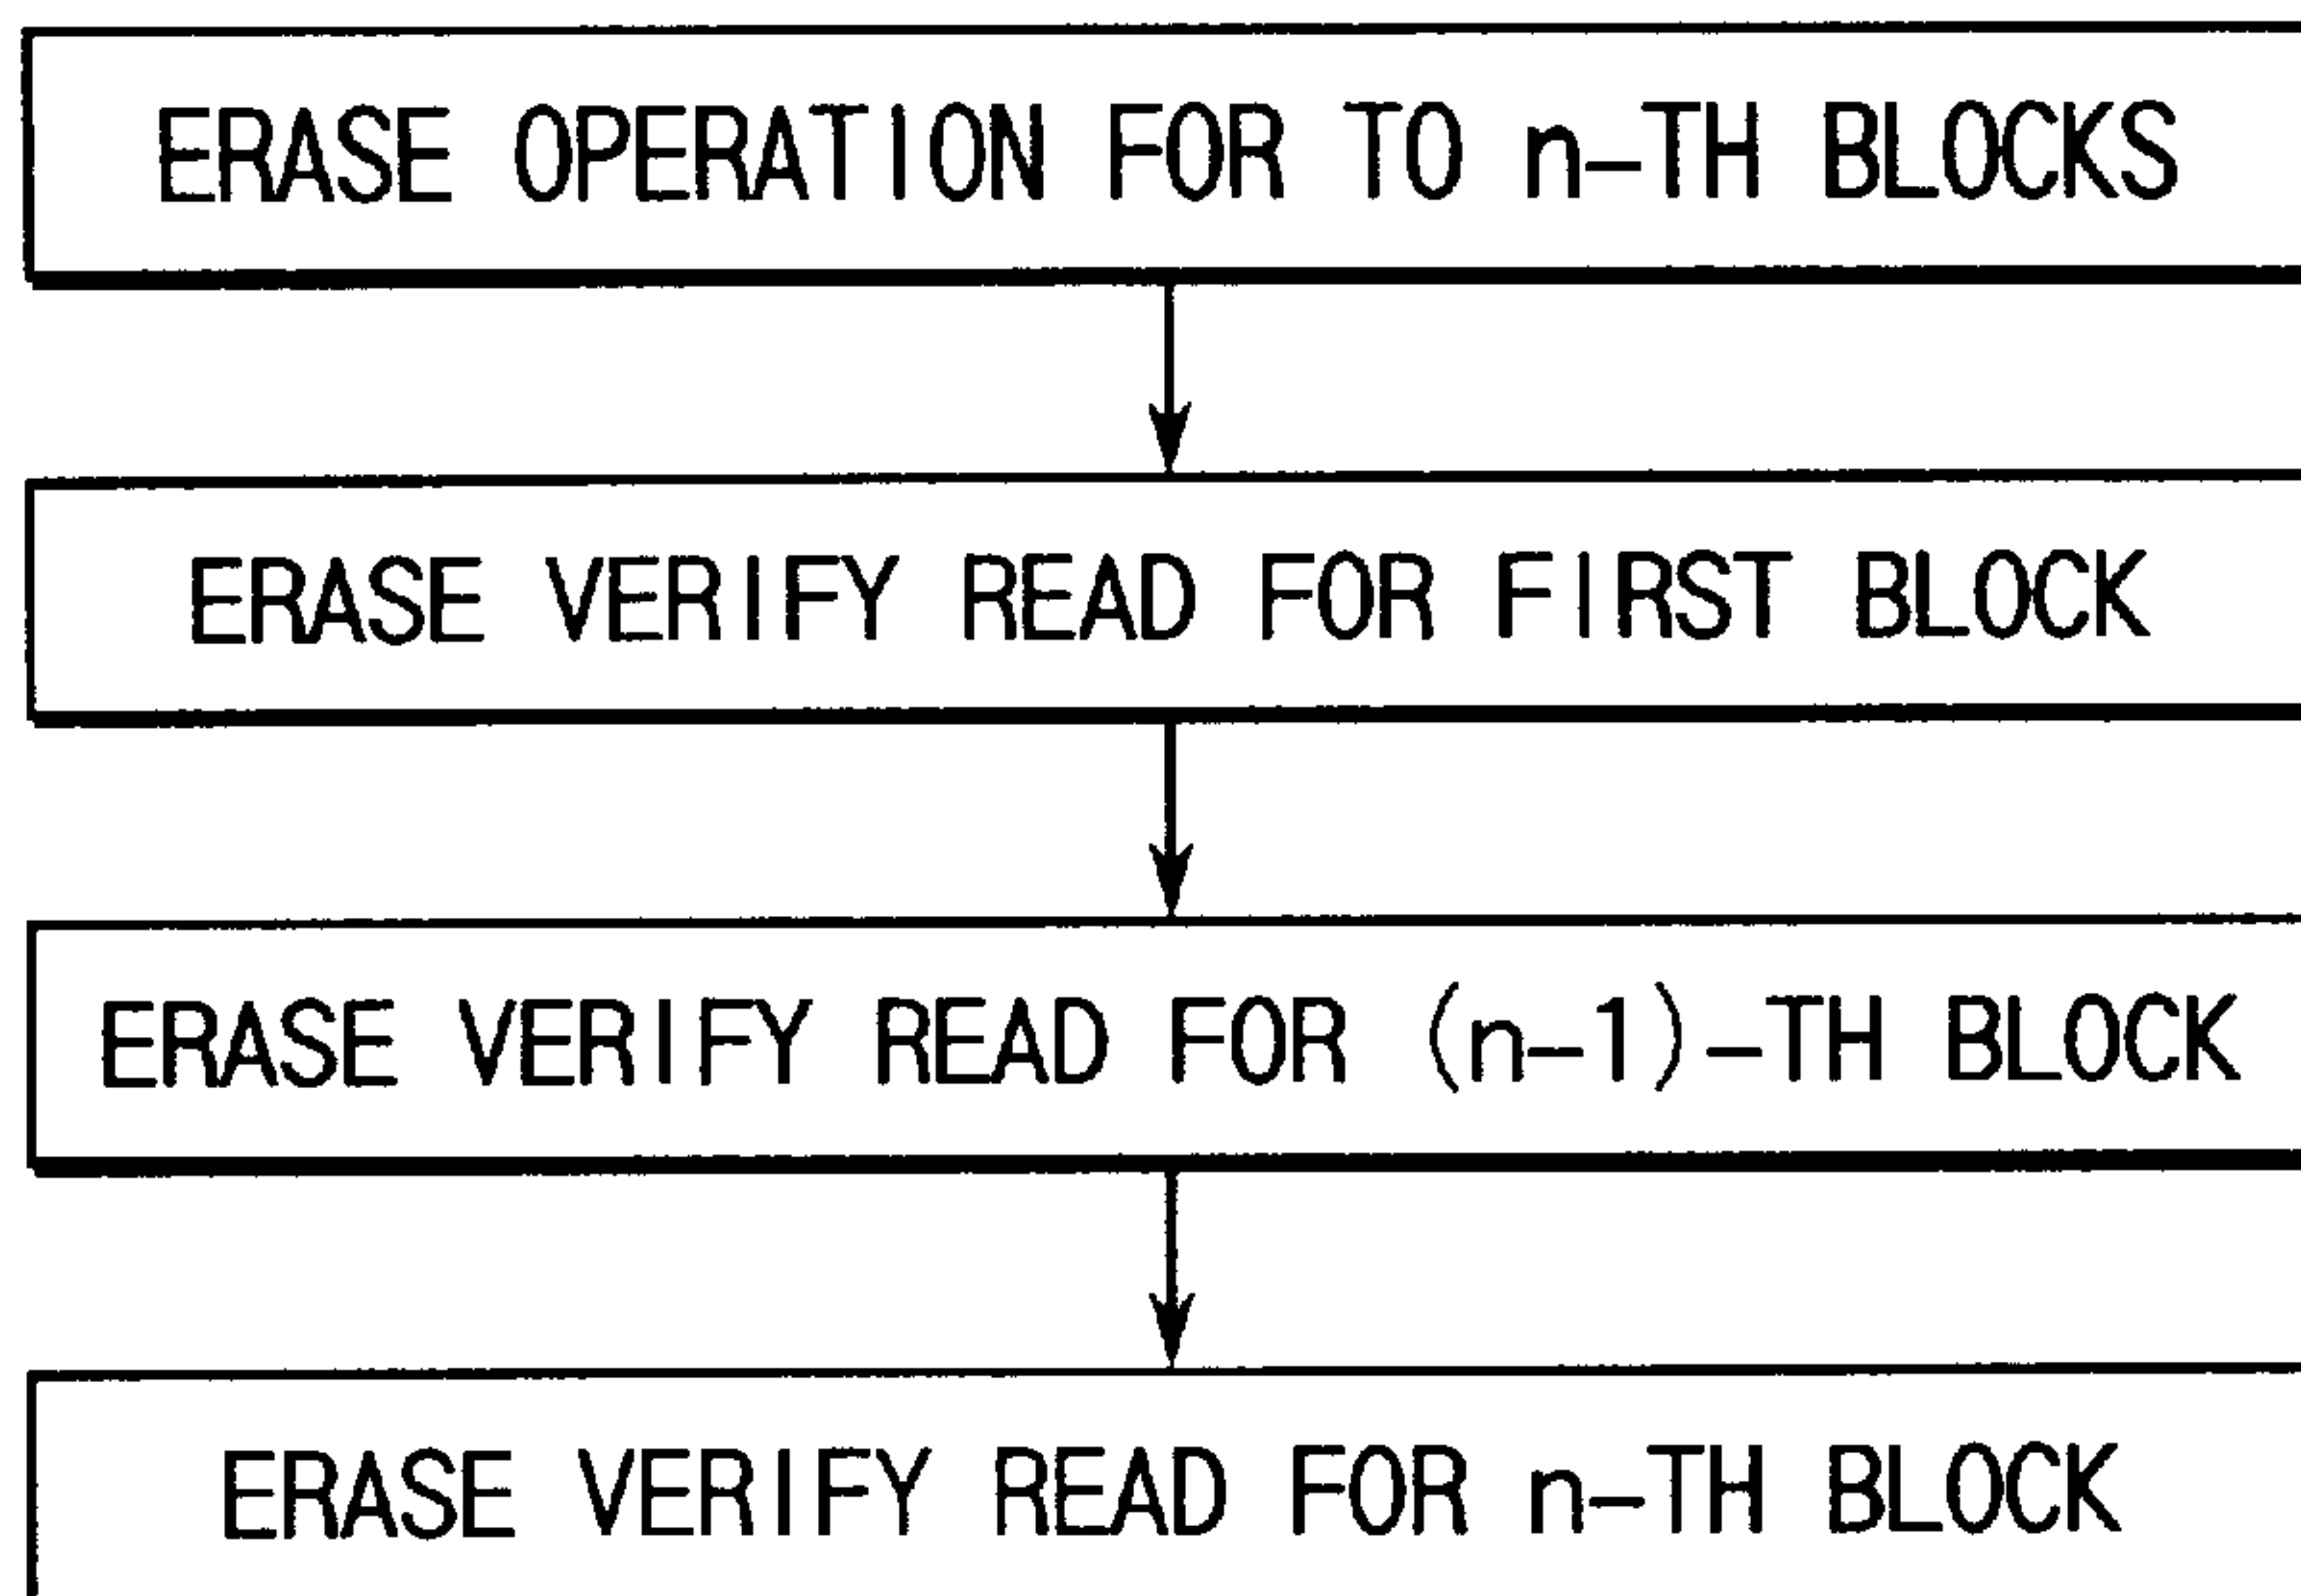 ERASE OPERATION FOR TO n-TH BLOCKS
ERASE VERIFY READ FOR FIRST BLOCK
ERASE VERIFY READ FOR (n-1)-TH BLOCK
ERASE VERIFY READ FOR n-TH BLOCK